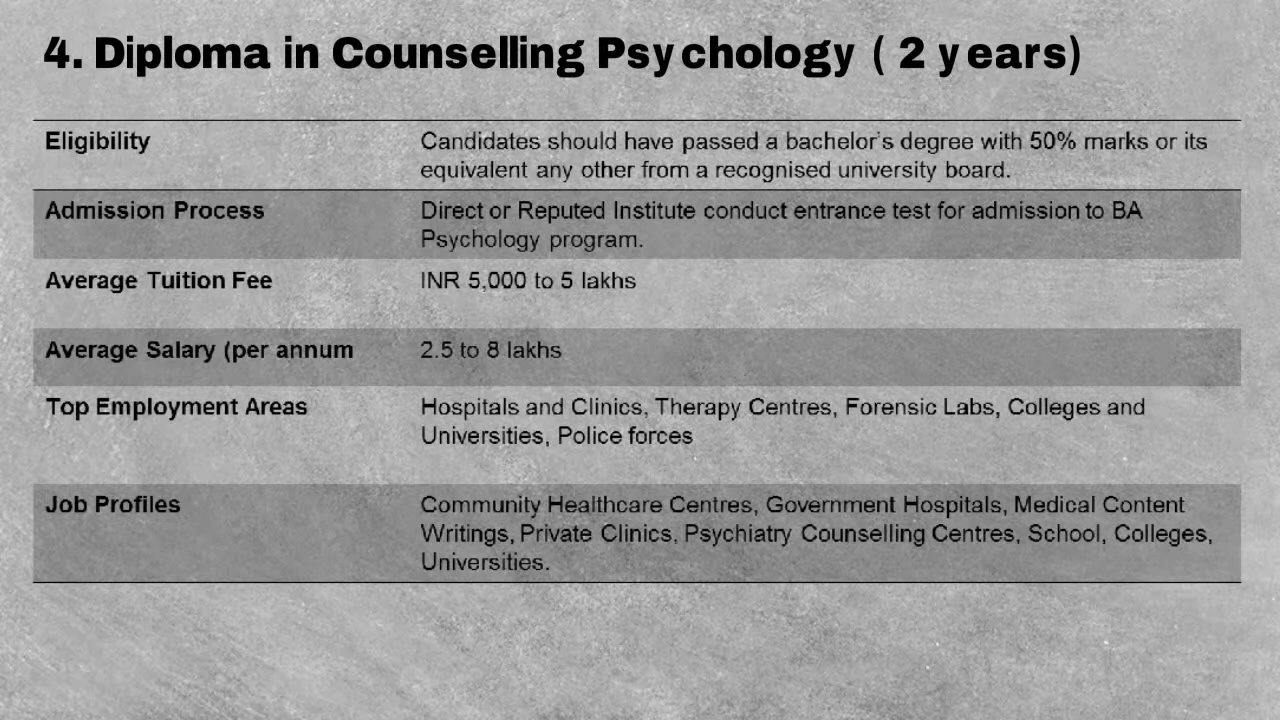 4. Diploma in Counselling Psychology ( 2 years)
Eligibility
Candidates should have passed a bachelor's degree with 50% marks or its
equivalent any other from a recognised university board.
Admission Process
Direct or Reputed Institute conduct entrance test for admission to BA
Psychology program.
Average Tuition Fee
INR 5,000 to 5 lakhs
Average Salary (per annum
2.5 to 8 lakhs
Top Employment Areas
Hospitals and Clinics, Therapy Centres, Forensic Labs, Colleges and
Universities, Police forces
Job Profiles
Community Healthcare Centres, Government Hospitals, Medical Content
Writings, Private Clinics, Psychiatry Counselling Centres, School, Colleges,
Universities.